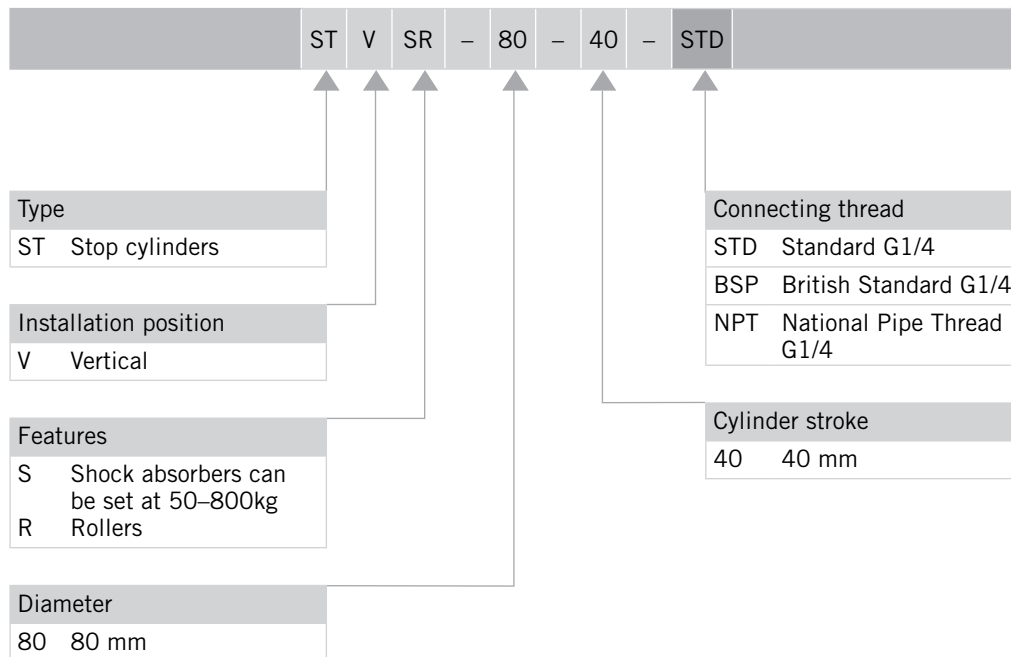 ST V SR – 80 – 40 – STD
Type
ST Stop cylinders
Installation position
V Vertical
Features
S Shock absorbers can
be set at 50–800kg
R Rollers
Diameter
80 80 mm
Connecting thread
STD Standard G1/4
BSP British Standard G1/4
NPT National Pipe Thread
G1/4
Cylinder stroke
40 40 mm